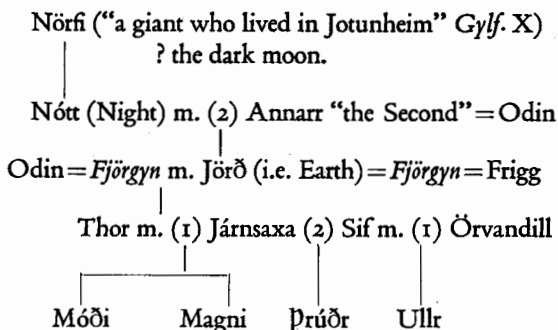 Nörfi (“a giant who lived in Jotunheim” Gylf. X)
? the dark moon.
Nótt (Night) m. (2) Annarr “the Second”=Odin
Odin=Fjörgyn m. Jörð (i.e. Earth)=Fjörgyn=Frigg
Thor m. (1) Járnsaxa (2) Sif m. (1) Örvandill
Móði Magni Þrúðr Ullr